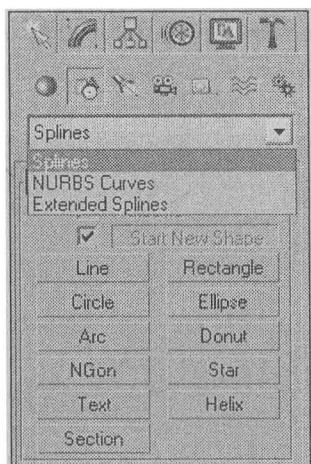 Splines
Splines
NURBS Curves
Extended Splines
Start New Shape
Line Rectangle
Circle Ellipse
Arc Donut
NGon Star
Text Helix
Section